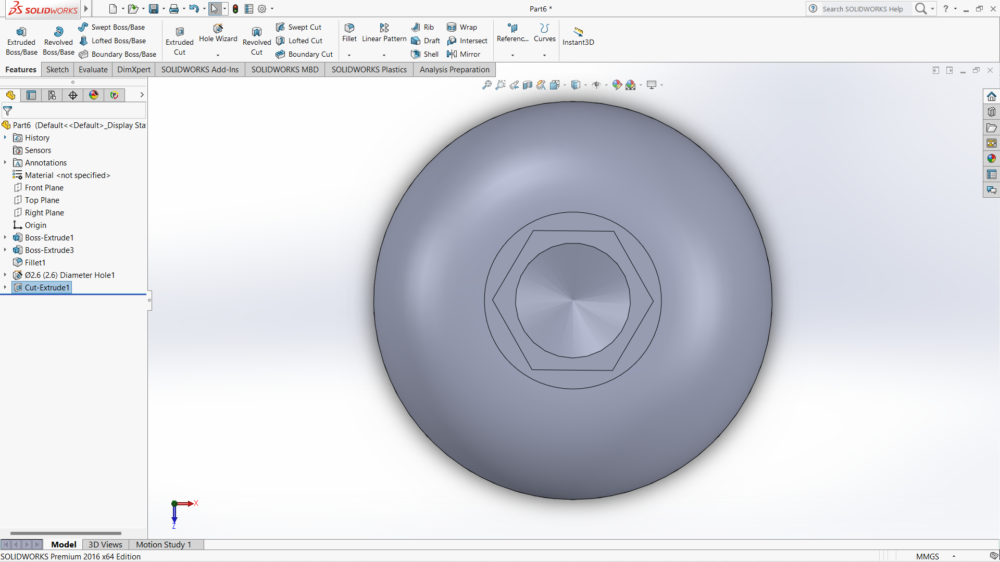 SOLIDWORKS
Part6 *
Search SOLIDWORKS Help
?
Extruded Boss/Base
Revolved Boss/Base
Swept Boss/Base
Lofted Boss/Base
Boundary Boss/Base
Extruded Cut
Hole Wizard
Revolved Cut
Swept Cut
Lofted Cut
Boundary Cut
Fillet
Linear Pattern
Rib
Draft
Shell
Wrap
Intersect
Mirror
Referenc...
Curves
Instant3D
Features
Sketch
Evaluate
DimXpert
SOLIDWORKS Add-Ins
SOLIDWORKS MBD
SOLIDWORKS Plastics
Analysis Preparation
Part6 (Default<<Default>_Display Sta
History
Sensors
Annotations
Material <not specified>
Front Plane
Top Plane
Right Plane
Origin
Boss-Extrude1
Boss-Extrude3
Fillet1
Ø2.6 (2.6) Diameter Hole1
Cut-Extrude1
X
Z
Model
3D Views
Motion Study 1
SOLIDWORKS Premium 2016 x64 Edition
MMGS